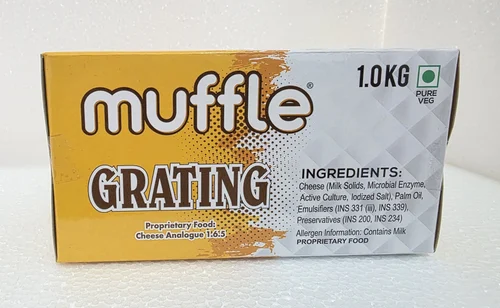 muffle®
1.0KG
PURE
VEG
GRATING
Proprietary Food:
Cheese Analogue 1.6.5
INGREDIENTS:
Cheese (Milk Solids, Microbial Enzyme,
Active Culture, Iodized Salt), Palm Oil,
Emulsifiers (INS 331 (iii), INS 339),
Preservatives (INS 200, INS 234)
Allergen Information: Contains Milk
PROPRIETARY FOOD